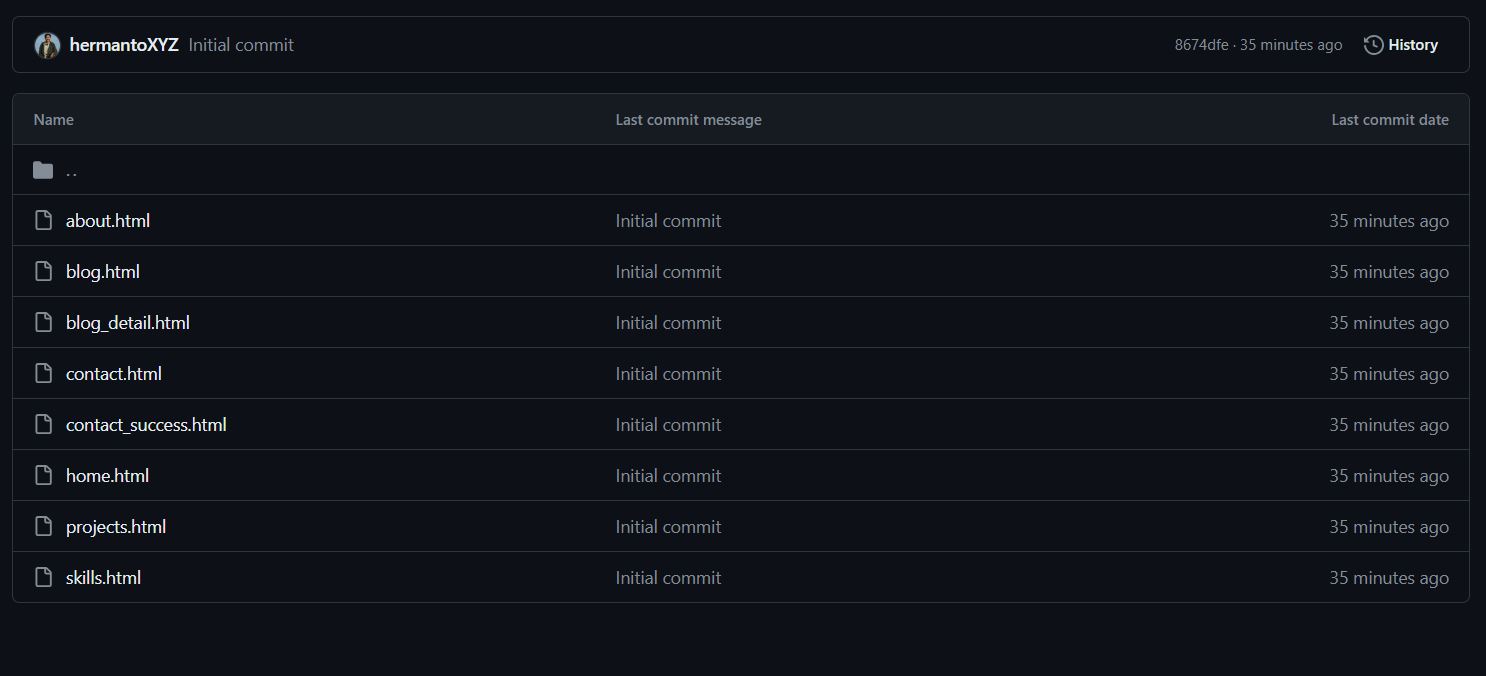 hermantoXYZ Initial commit 8674dfe · 35 minutes ago History
Name Last commit message Last commit date
..
about.html Initial commit 35 minutes ago
blog.html Initial commit 35 minutes ago
blog_detail.html Initial commit 35 minutes ago
contact.html Initial commit 35 minutes ago
contact_success.html Initial commit 35 minutes ago
home.html Initial commit 35 minutes ago
projects.html Initial commit 35 minutes ago
skills.html Initial commit 35 minutes ago